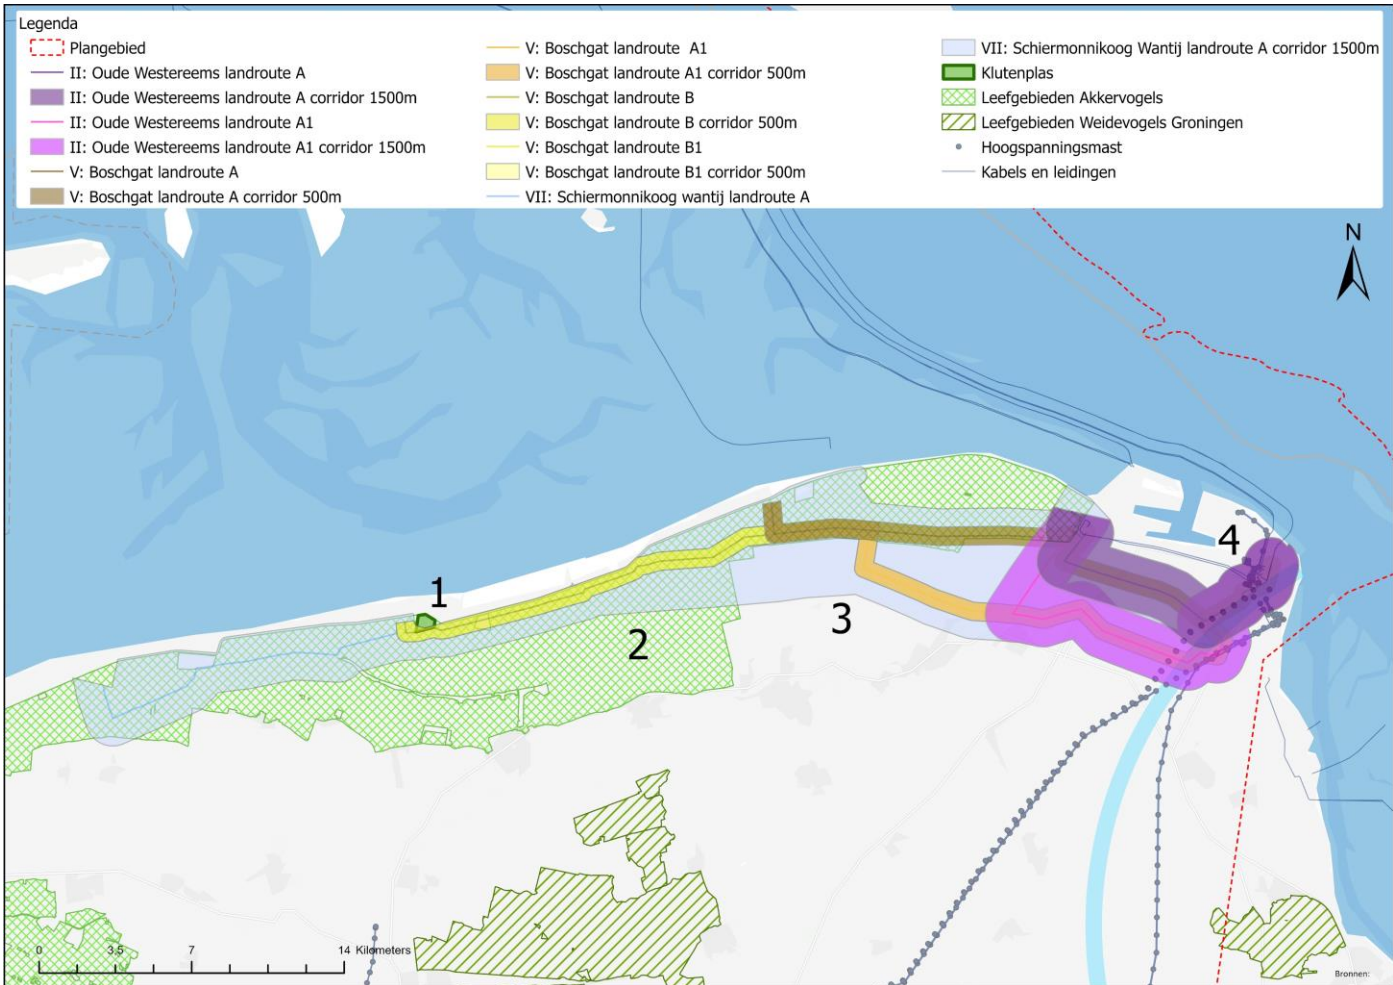 Legenda
Plangebied
II: Oude Westereems landroute A
II: Oude Westereems landroute A corridor 1500m
II: Oude Westereems landroute A1
II: Oude Westereems landroute A1 corridor 1500m
V: Boschgat landroute A
V: Boschgat landroute A corridor 500m
V: Boschgat landroute A1
V: Boschgat landroute A1 corridor 500m
V: Boschgat landroute B
V: Boschgat landroute B corridor 500m
V: Boschgat landroute B1
V: Boschgat landroute B1 corridor 500m
VII: Schiermonnikoog wantij landroute A
VII: Schiermonnikoog Wantij landroute A corridor 1500m
Klutenplas
Leefgebieden Akkervogels
Leefgebieden Weidevogels Groningen
Hoogspanningsmast
Kabels en leidingen
N
4
1
3
2
0 3,5 7 14 Kilometers
Bronnen: